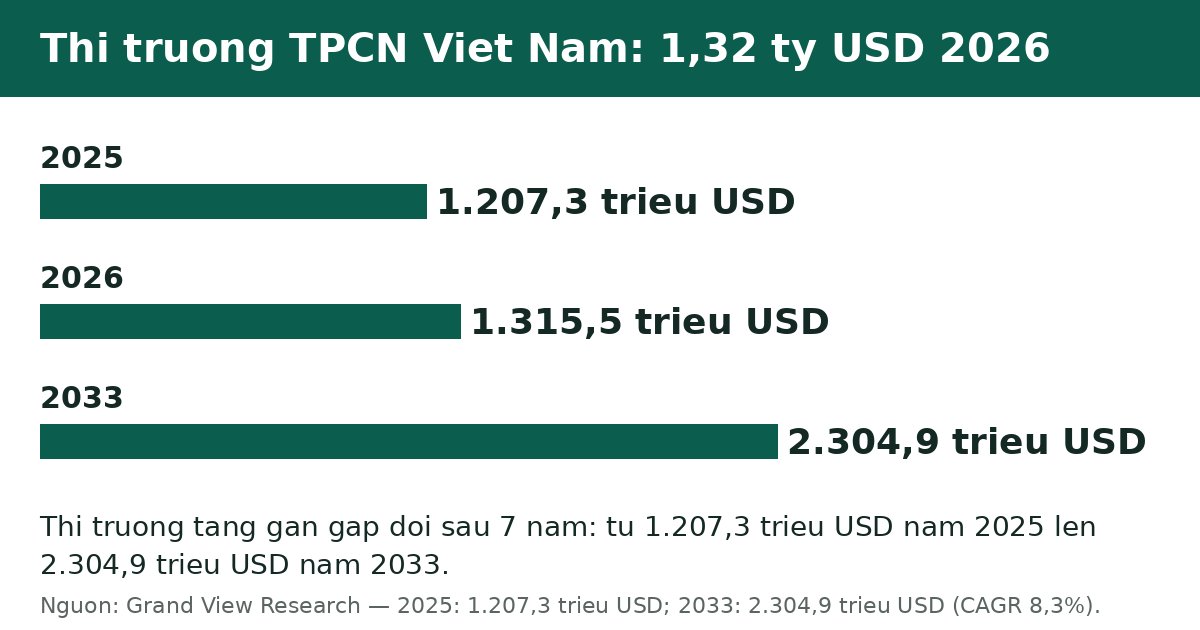 Thi truong TPCN Viet Nam: 1,32 ty USD 2026
2025
1.207,3 trieu USD
2026
1.315,5 trieu USD
2033
2.304,9 trieu USD
Thi truong tang gan gap doi sau 7 nam: tu 1.207,3 trieu USD nam 2025 len
2.304,9 trieu USD nam 2033.
Nguon: Grand View Research — 2025: 1.207,3 trieu USD; 2033: 2.304,9 trieu USD (CAGR 8,3%).